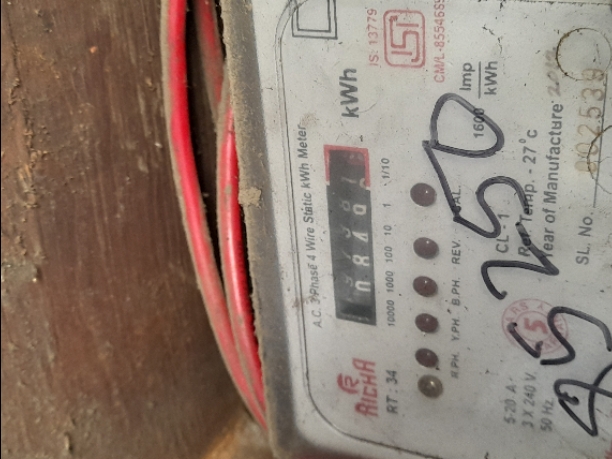 A.C. 3 Phase 4 Wire Static kWh Meter
kWh
IS: 13779
RICHA
RT : 34
0849
10000 1000 100 10 1 1/10
R.PH. Y.PH. B.PH. REV. CAL.
1600 Imp
kWh
5-20 A
3 X 240 V
50 Hz.
CL - 1
Ref Temp. - 27°c
Year of Manufacture
SL. No. 002539